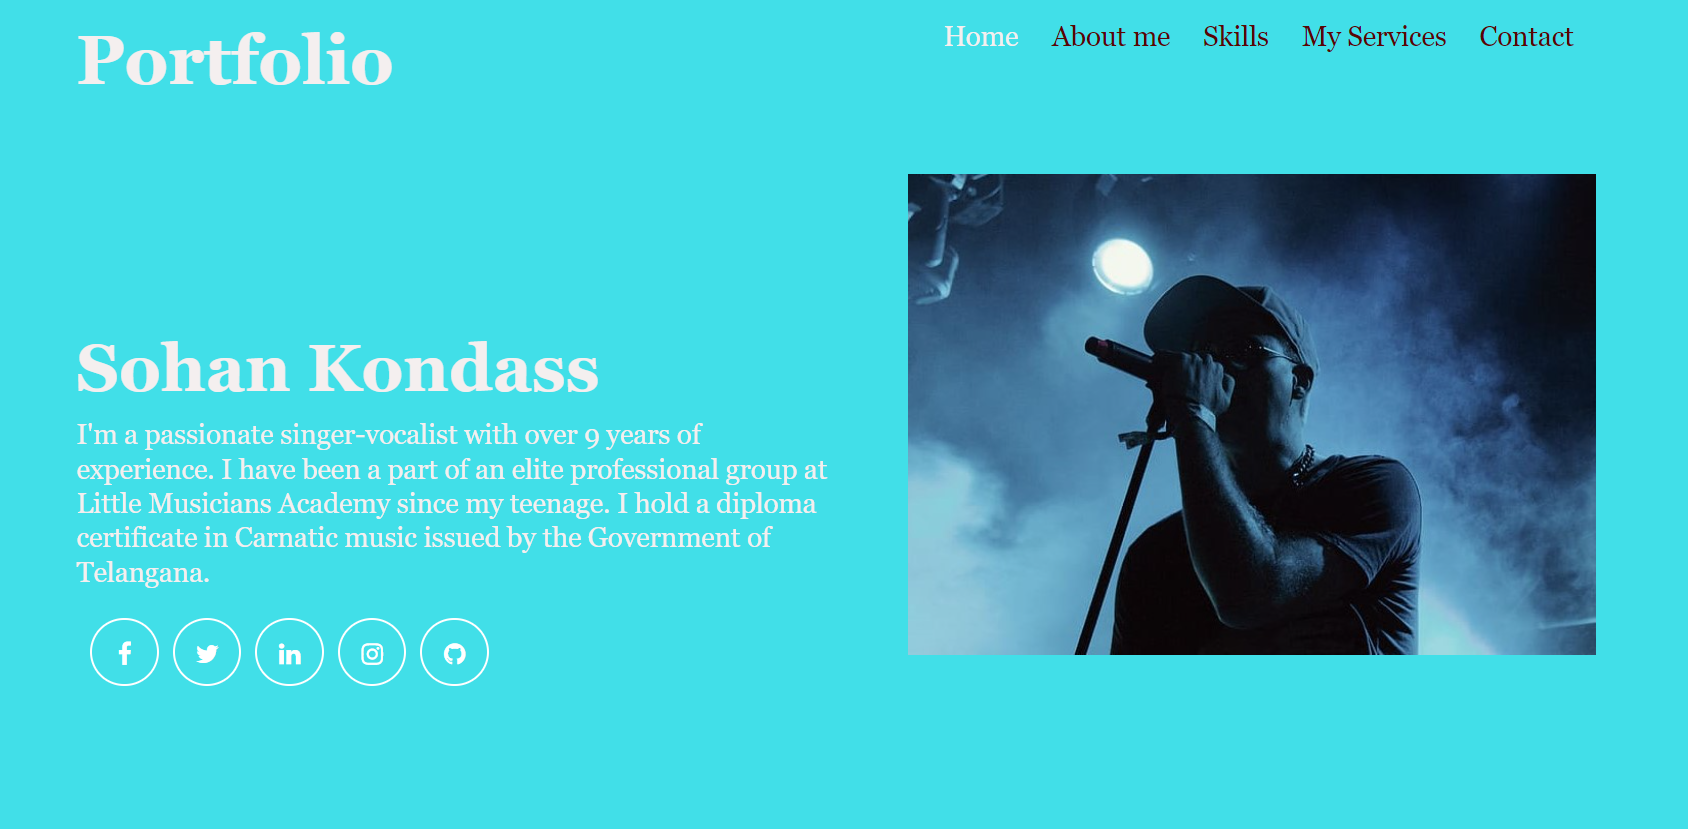 Portfolio
Home About me Skills My Services Contact
Sohan Kondass
I'm a passionate singer-vocalist with over 9 years of
experience. I have been a part of an elite professional group at
Little Musicians Academy since my teenage. I hold a diploma
certificate in Carnatic music issued by the Government of
Telangana.